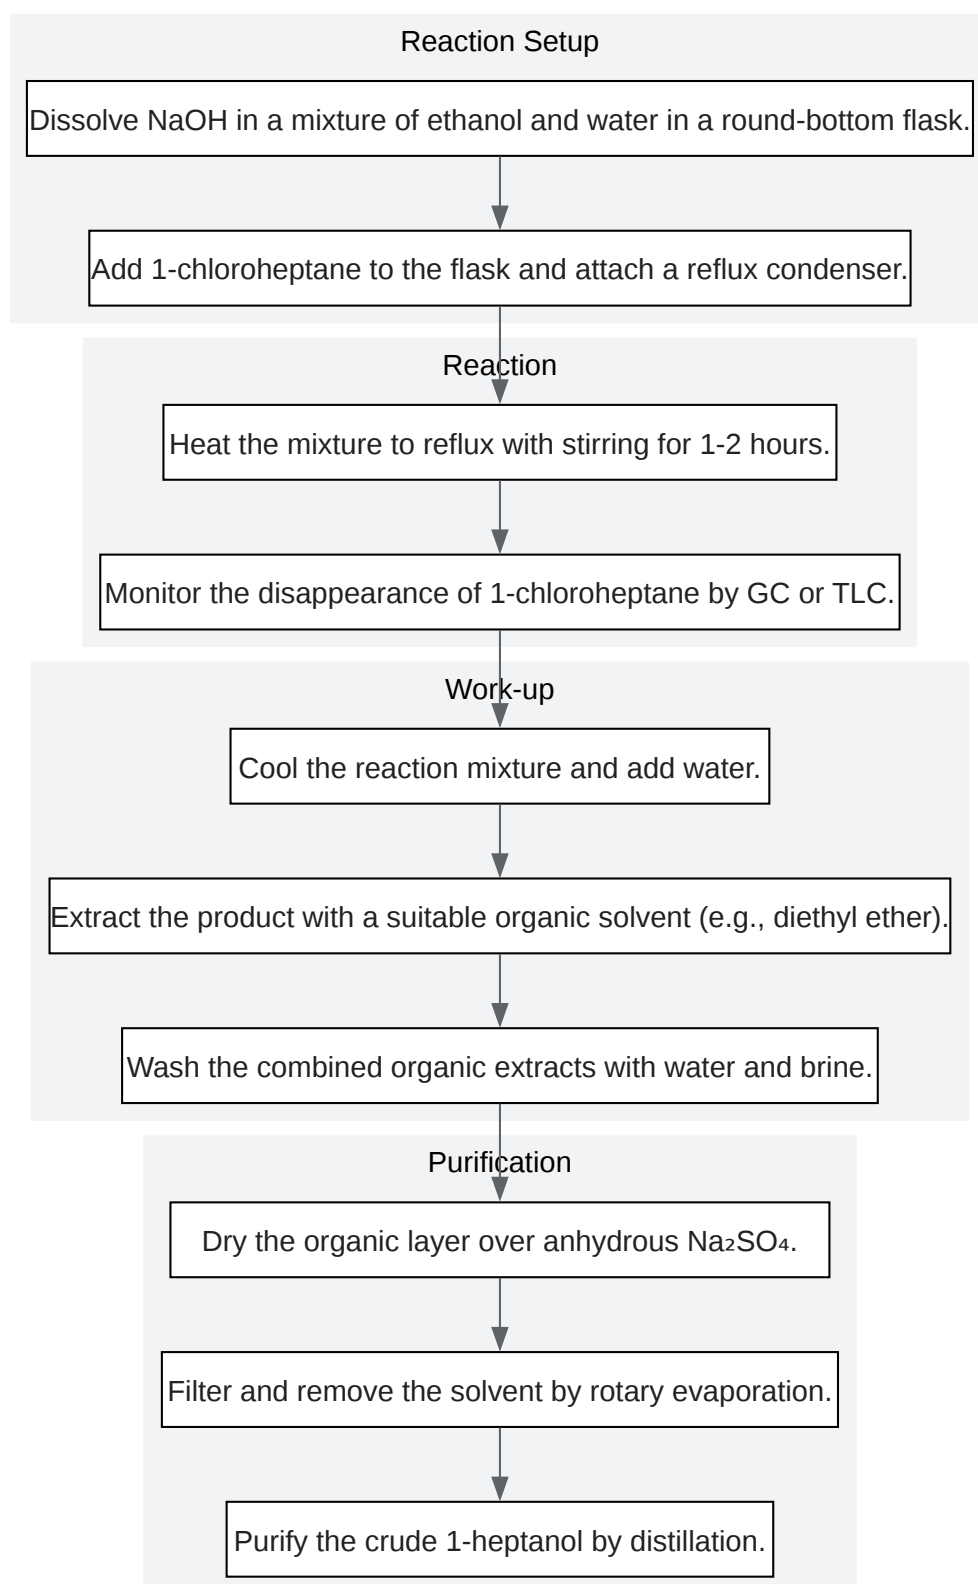 Reaction Setup
Dissolve NaOH in a mixture of ethanol and water in a round-bottom flask.
Add 1-chloroheptane to the flask and attach a reflux condenser.
Reaction
Heat the mixture to reflux with stirring for 1-2 hours.
Monitor the disappearance of 1-chloroheptane by GC or TLC.
Work-up
Cool the reaction mixture and add water.
Extract the product with a suitable organic solvent (e.g., diethyl ether).
Wash the combined organic extracts with water and brine.
Purification
Dry the organic layer over anhydrous Na₂SO₄.
Filter and remove the solvent by rotary evaporation.
Purify the crude 1-heptanol by distillation.